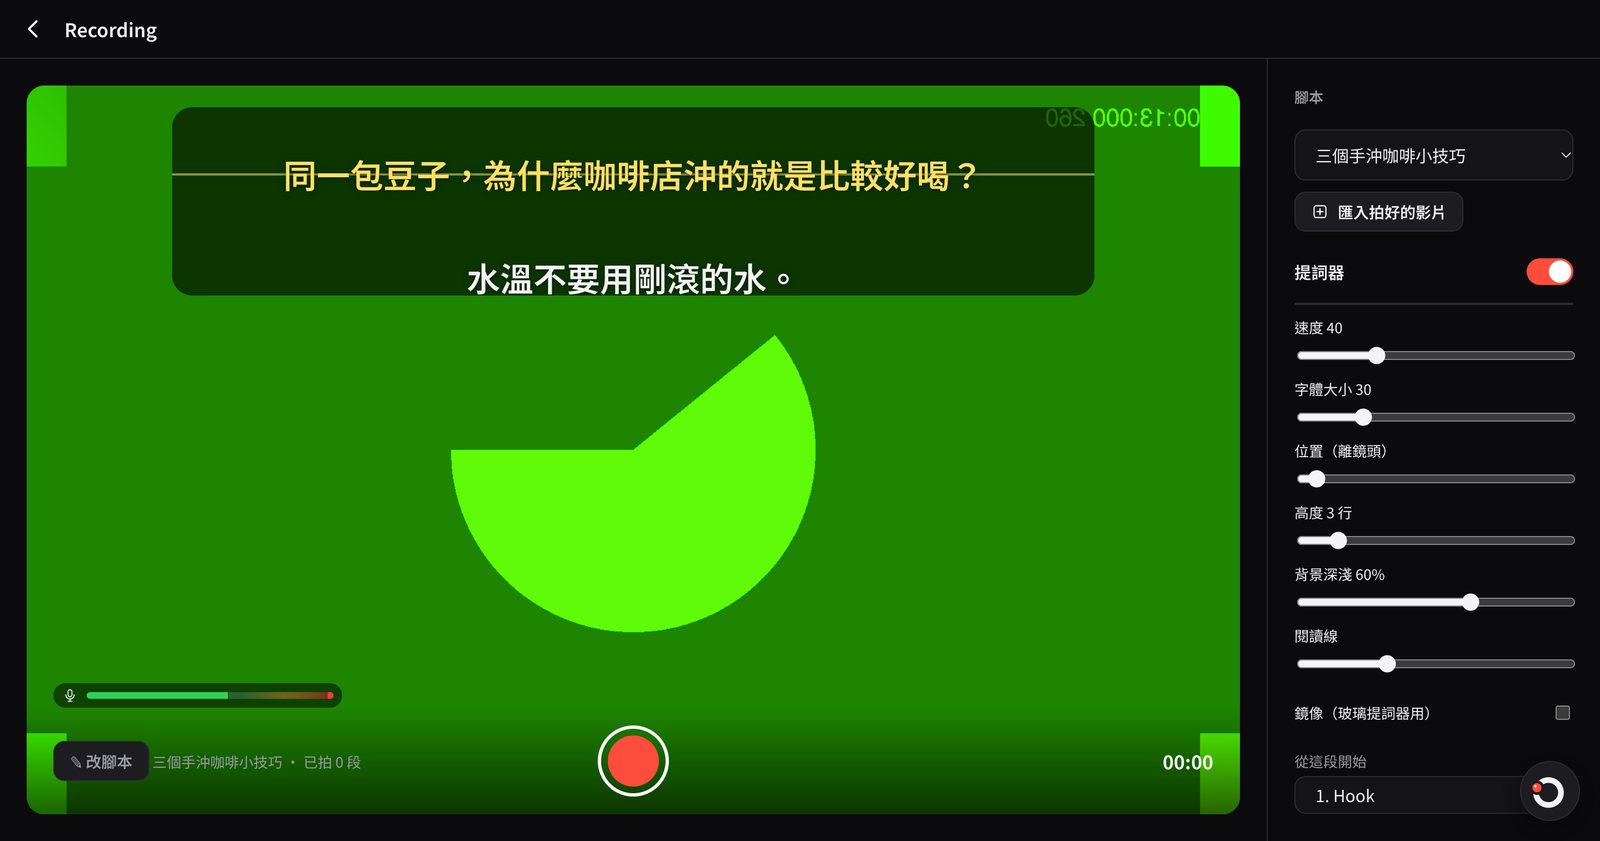 Recording
00:13:000 260
同一包豆子，為什麼咖啡店沖的就是比較好喝？
水溫不要用剛滾的水。
✎ 改腳本
三個手沖咖啡小技巧 · 已拍 0 段
00:00
腳本
三個手沖咖啡小技巧
匯入拍好的影片
提詞器
速度 40
字體大小 30
位置（離鏡頭）
高度 3 行
背景深淺 60%
閱讀線
鏡像（玻璃提詞器用）
從這段開始
1. Hook